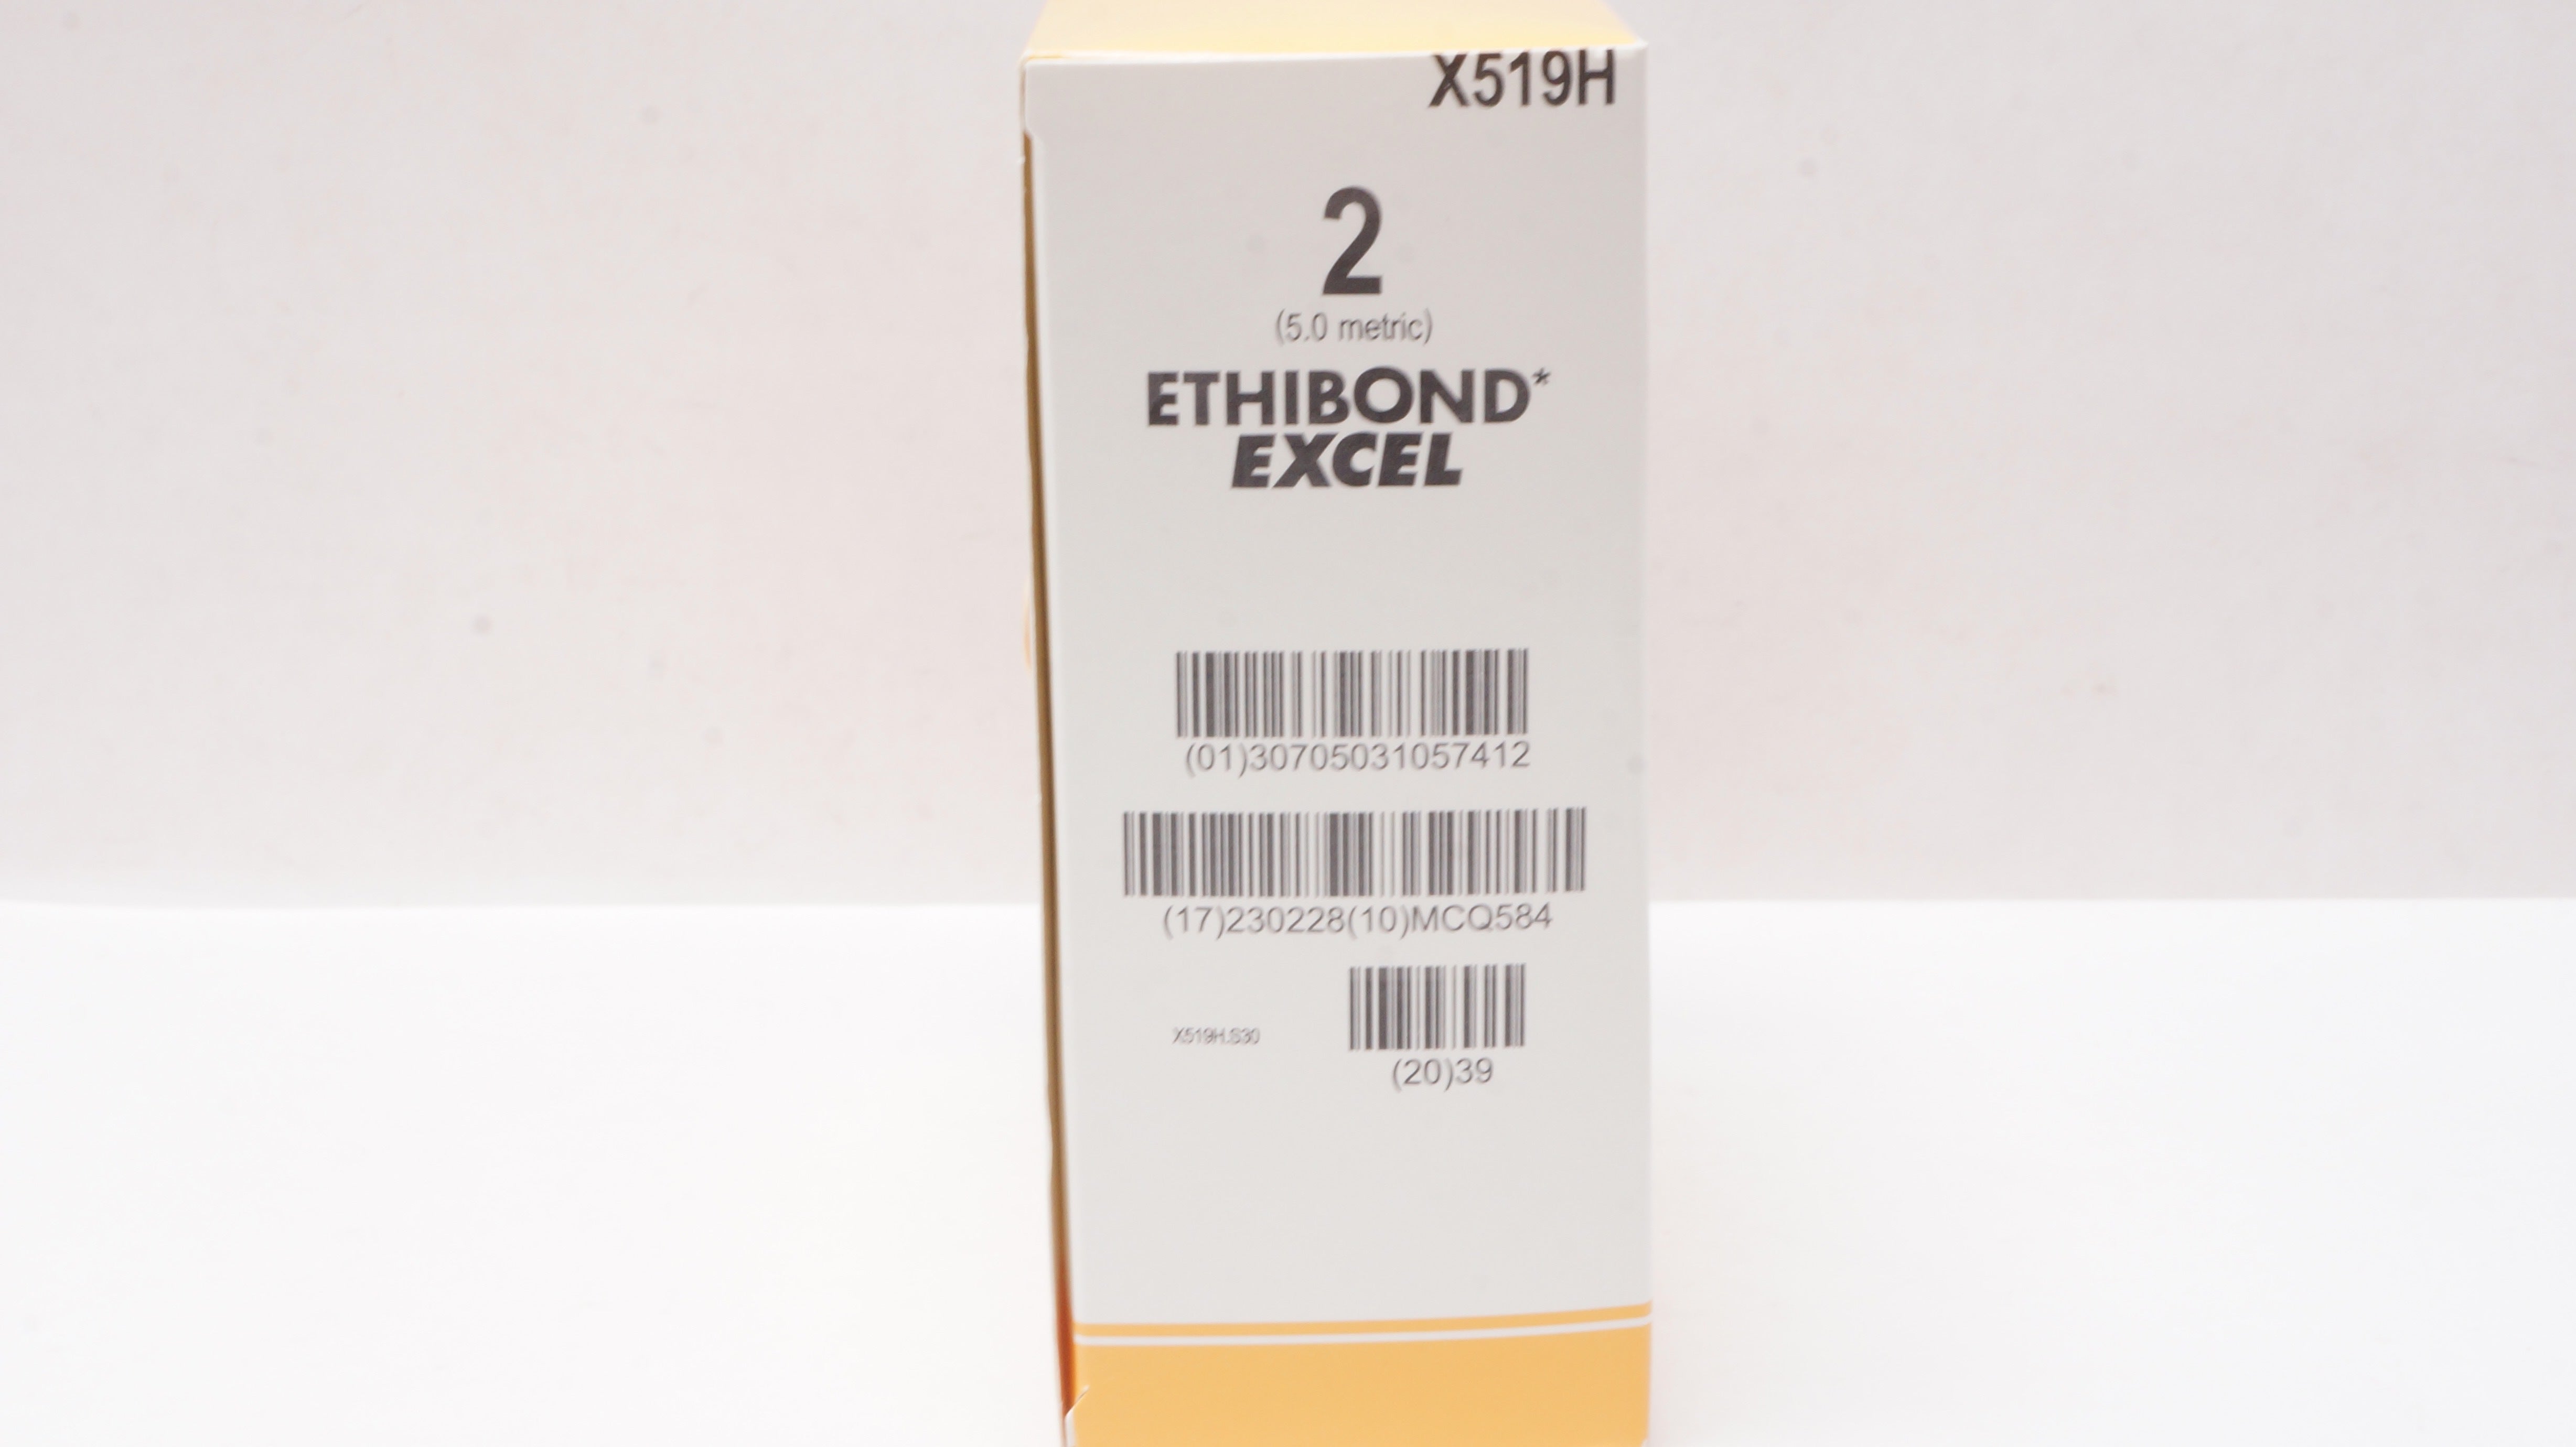 X519H
2
(5.0 metric)
ETHIBOND*
EXCEL
(01)30705031057412
(17)230228(10)MCQ584
X519H.S30
(20)39